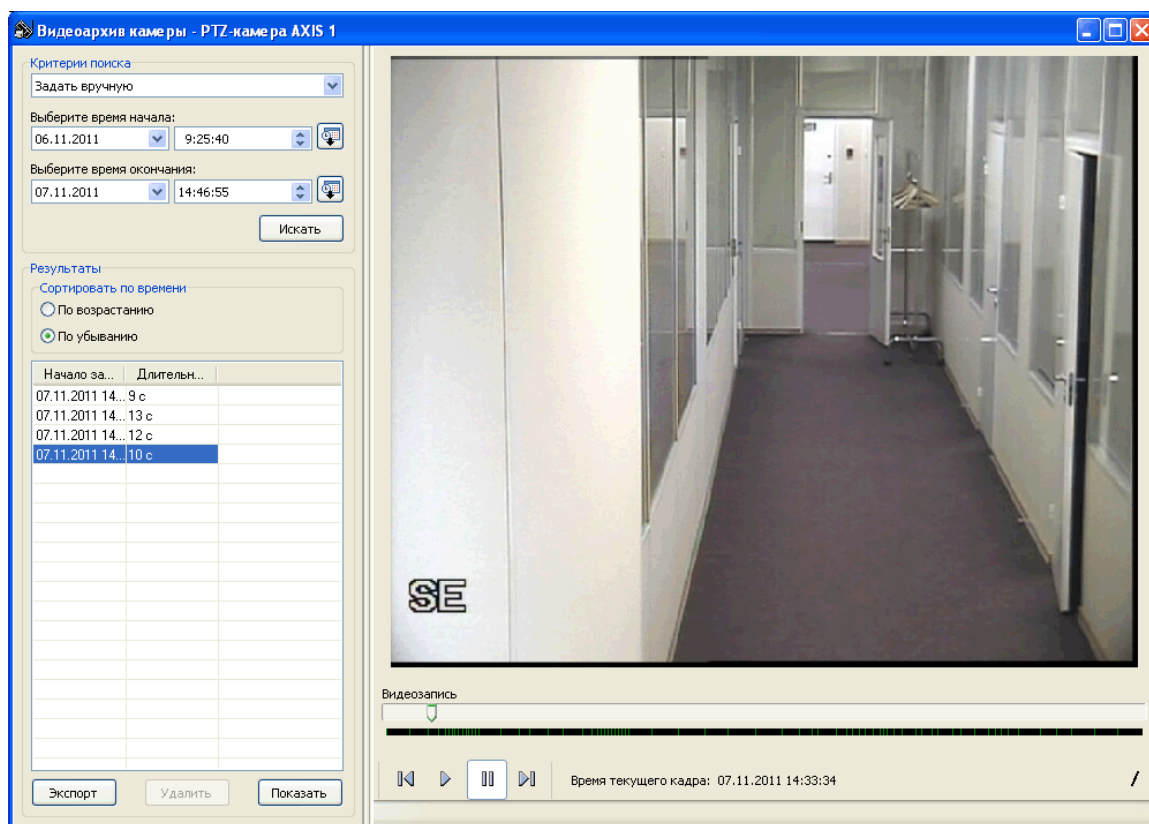 Видеоархив камеры - PTZ-камера AXIS 1
Критерии поиска
Задать вручную
Выберите время начала:
06.11.2011 9:25:40
Выберите время окончания:
07.11.2011 14:46:55
Искать
Результаты
Сортировать по времени
По возрастанию
По убыванию
Начало за... Длительн...
07.11.2011 14... 9 с
07.11.2011 14... 13 с
07.11.2011 14... 12 с
07.11.2011 14... 10 с
Экспорт Удалить Показать
SE
Видеозапись
Время текущего кадра: 07.11.2011 14:33:34 /